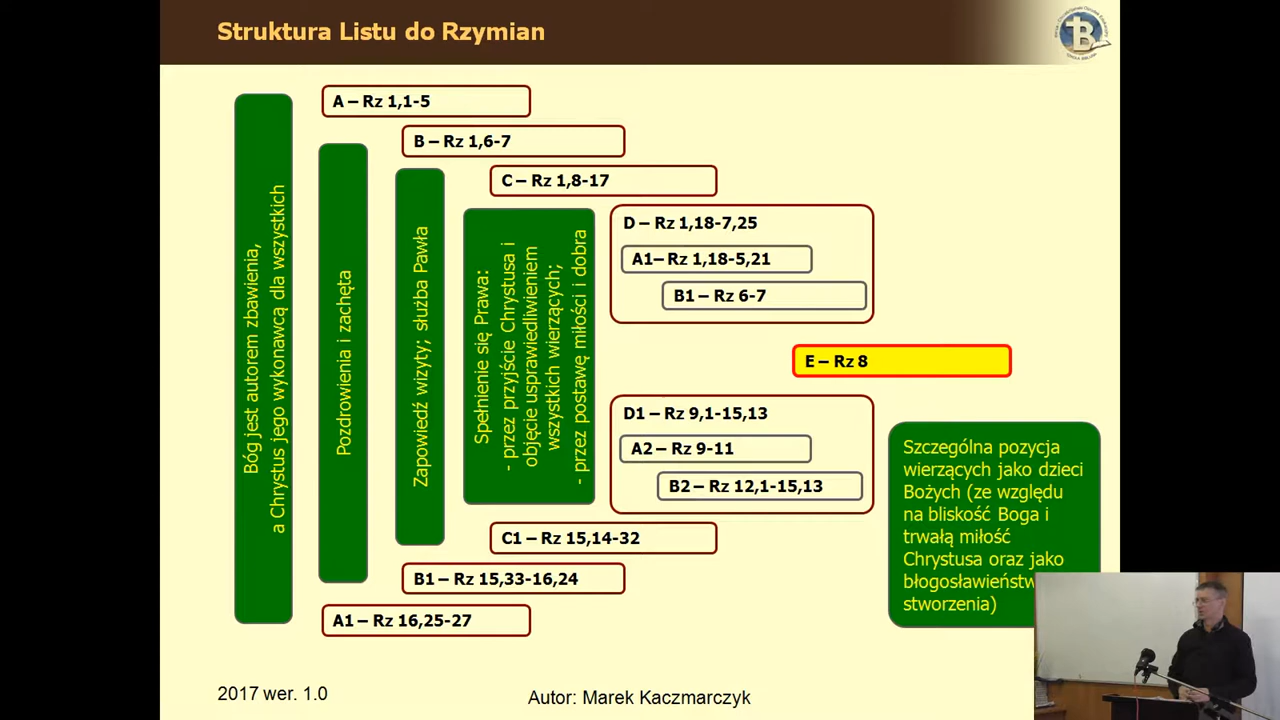 Struktura Listu do Rzymian
A – Rz 1,1-5
B – Rz 1,6-7
C – Rz 1,8-17
D – Rz 1,18-7,25
A1– Rz 1,18-5,21
B1 – Rz 6-7
E – Rz 8
D1 – Rz 9,1-15,13
A2 – Rz 9-11
B2 – Rz 12,1-15,13
C1 – Rz 15,14-32
B1 – Rz 15,33-16,24
A1 – Rz 16,25-27
Bóg jest autorem zbawienia,
a Chrystus jego wykonawcą dla wszystkich
Pozdrowienia i zachęta
Zapowiedź wizyty; służba Pawła
Spełnienie się Prawa:
- przez przyjście Chrystusa i
objęcie usprawiedliwieniem
wszystkich wierzących;
- przez postawę miłości i dobra
Szczególna pozycja
wierzących jako dzieci
Bożych (ze względu
na bliskość Boga i
trwałą miłość
Chrystusa oraz jako
błogosławieństw
stworzenia)
2017 wer. 1.0
Autor: Marek Kaczmarczyk